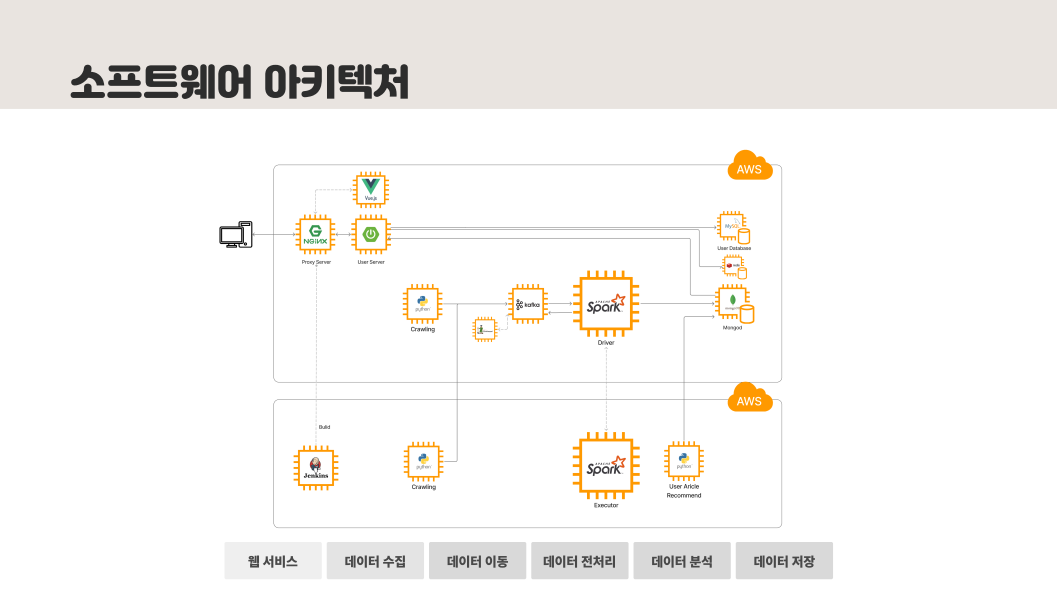 소프트웨어 아키텍처
AWS
Vue.js
NGiNX
Proxy Server
User Server
MySQL
User Database
python
Crawling
kafka
APACHE
Spark
Driver
Mongod
AWS
Build
Jenkins
python
Crawling
APACHE
Spark
Executor
python
User Aricle
Recommend
웹 서비스
데이터 수집
데이터 이동
데이터 전처리
데이터 분석
데이터 저장